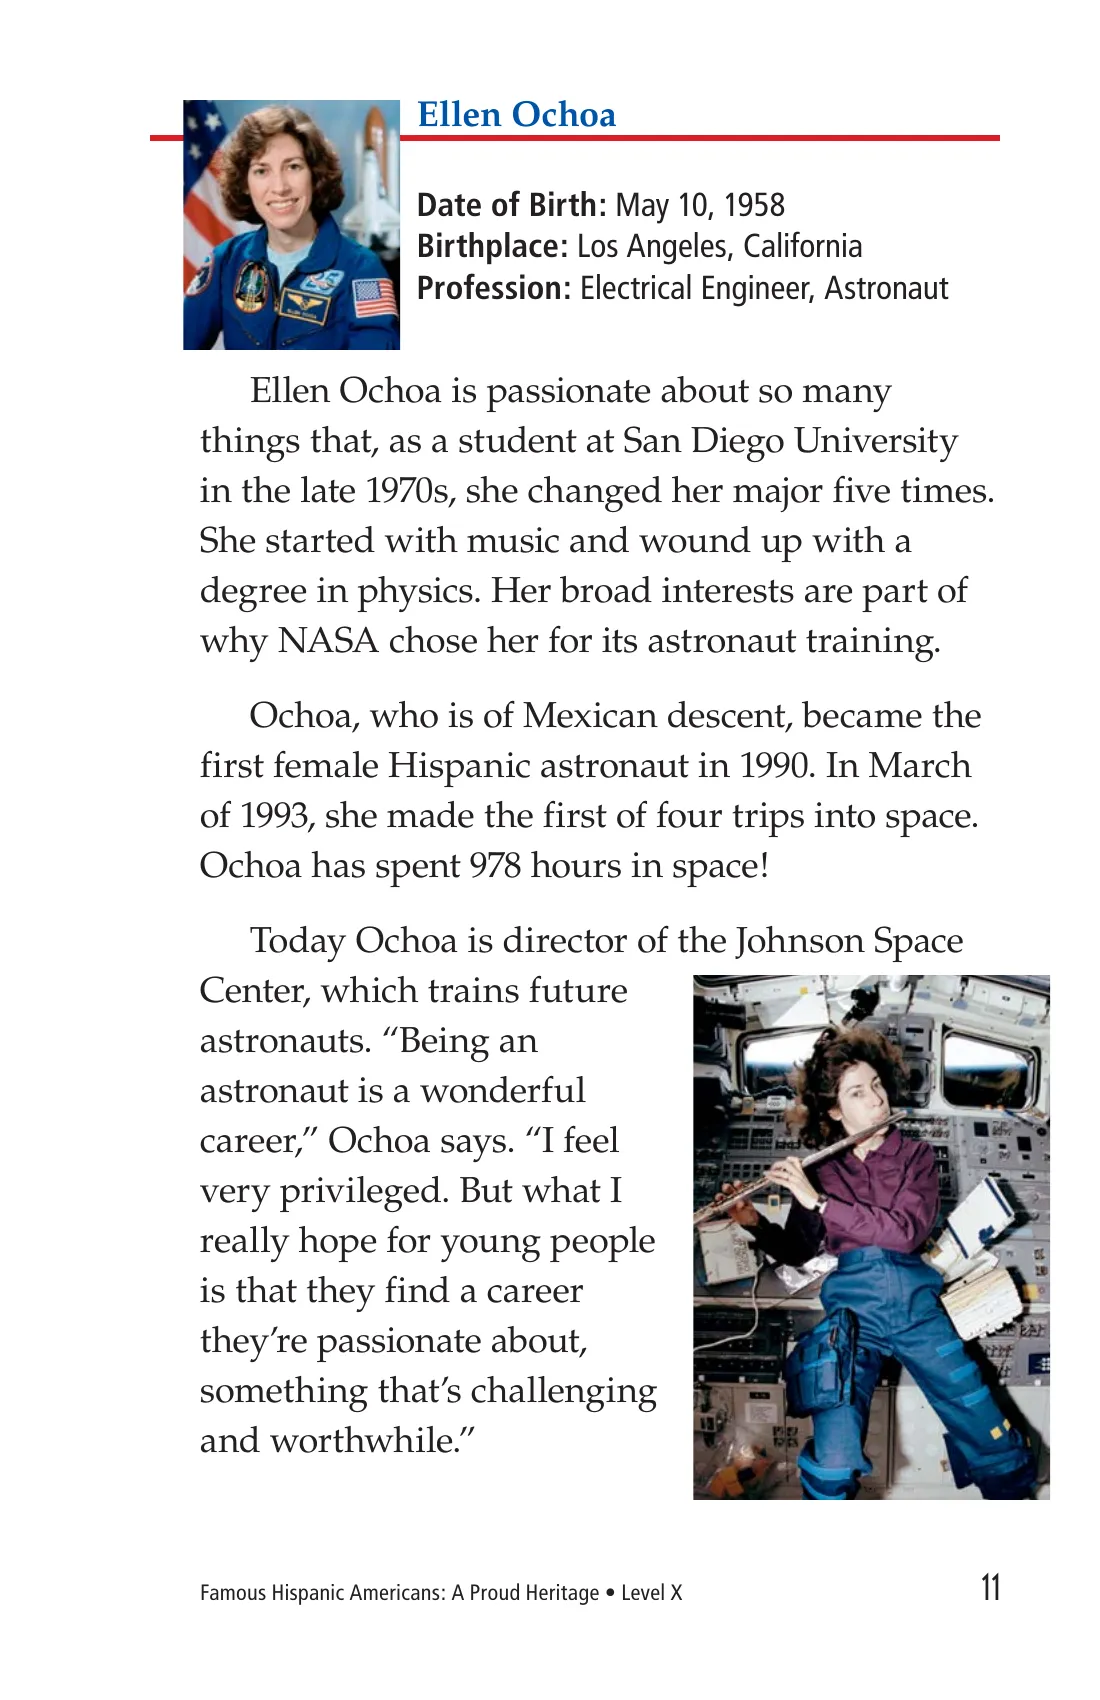 Ellen Ochoa
Date of Birth: May 10, 1958
Birthplace: Los Angeles, California
Profession: Electrical Engineer, Astronaut
Ellen Ochoa is passionate about so many
things that, as a student at San Diego University
in the late 1970s, she changed her major five times.
She started with music and wound up with a
degree in physics. Her broad interests are part of
why NASA chose her for its astronaut training.
Ochoa, who is of Mexican descent, became the
first female Hispanic astronaut in 1990. In March
of 1993, she made the first of four trips into space.
Ochoa has spent 978 hours in space!
Today Ochoa is director of the Johnson Space
Center, which trains future
astronauts. “Being an
astronaut is a wonderful
career,” Ochoa says. “I feel
very privileged. But what I
really hope for young people
is that they find a career
they’re passionate about,
something that’s challenging
and worthwhile.”
Famous Hispanic Americans: A Proud Heritage • Level X
11